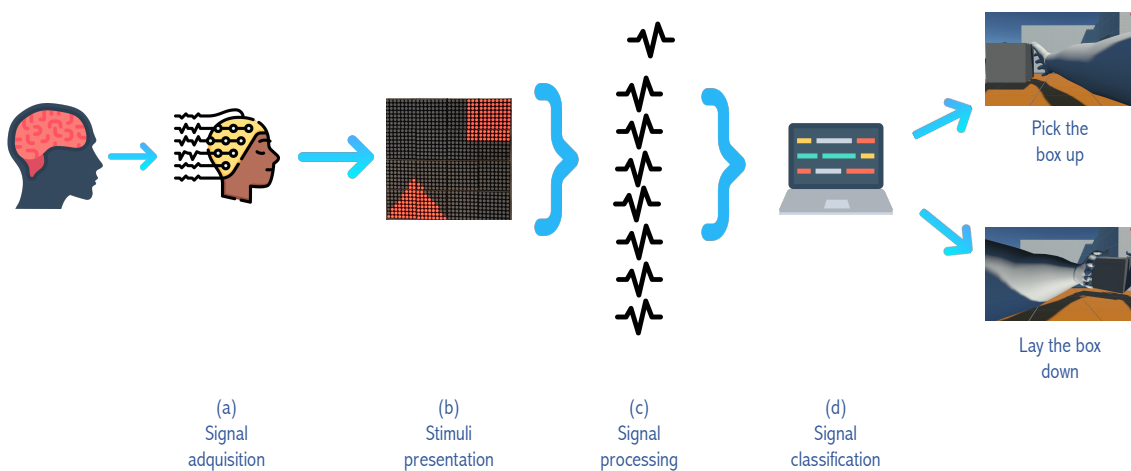 Pick the
box up
Lay the box
down
(a)
Signal
adquisition
(b)
Stimuli
presentation
(c)
Signal
processing
(d)
Signal
classification